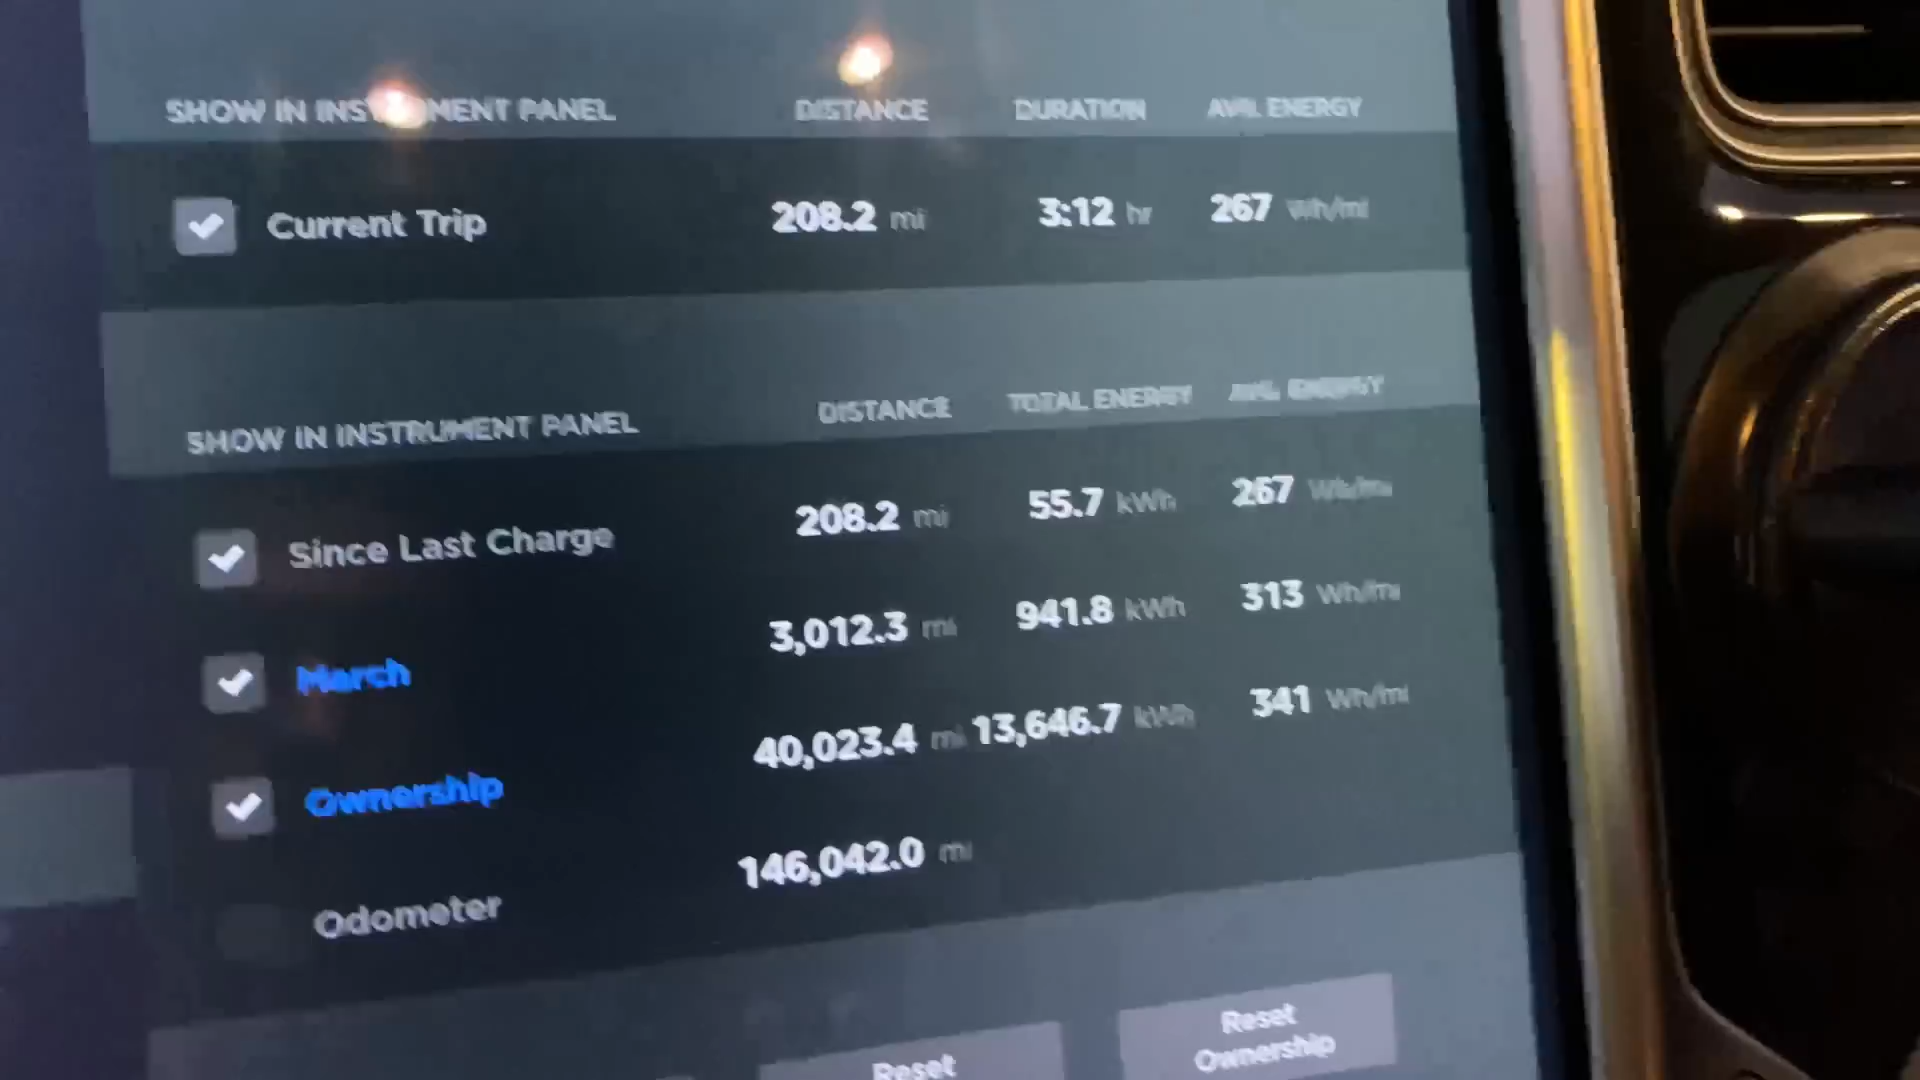 SHOW IN INSTRUMENT PANEL DISTANCE DURATION AVG. ENERGY
Current Trip 208.2 mi 3:12 hr 267 Wh/mi
SHOW IN INSTRUMENT PANEL DISTANCE TOTAL ENERGY AVG. ENERGY
Since Last Charge 208.2 mi 55.7 kWh 267 Wh/mi
March 3,012.3 mi 941.8 kWh 313 Wh/mi
Ownership 40,023.4 mi 13,646.7 kWh 341 Wh/mi
Odometer 146,042.0 mi
Reset
Reset
Ownership